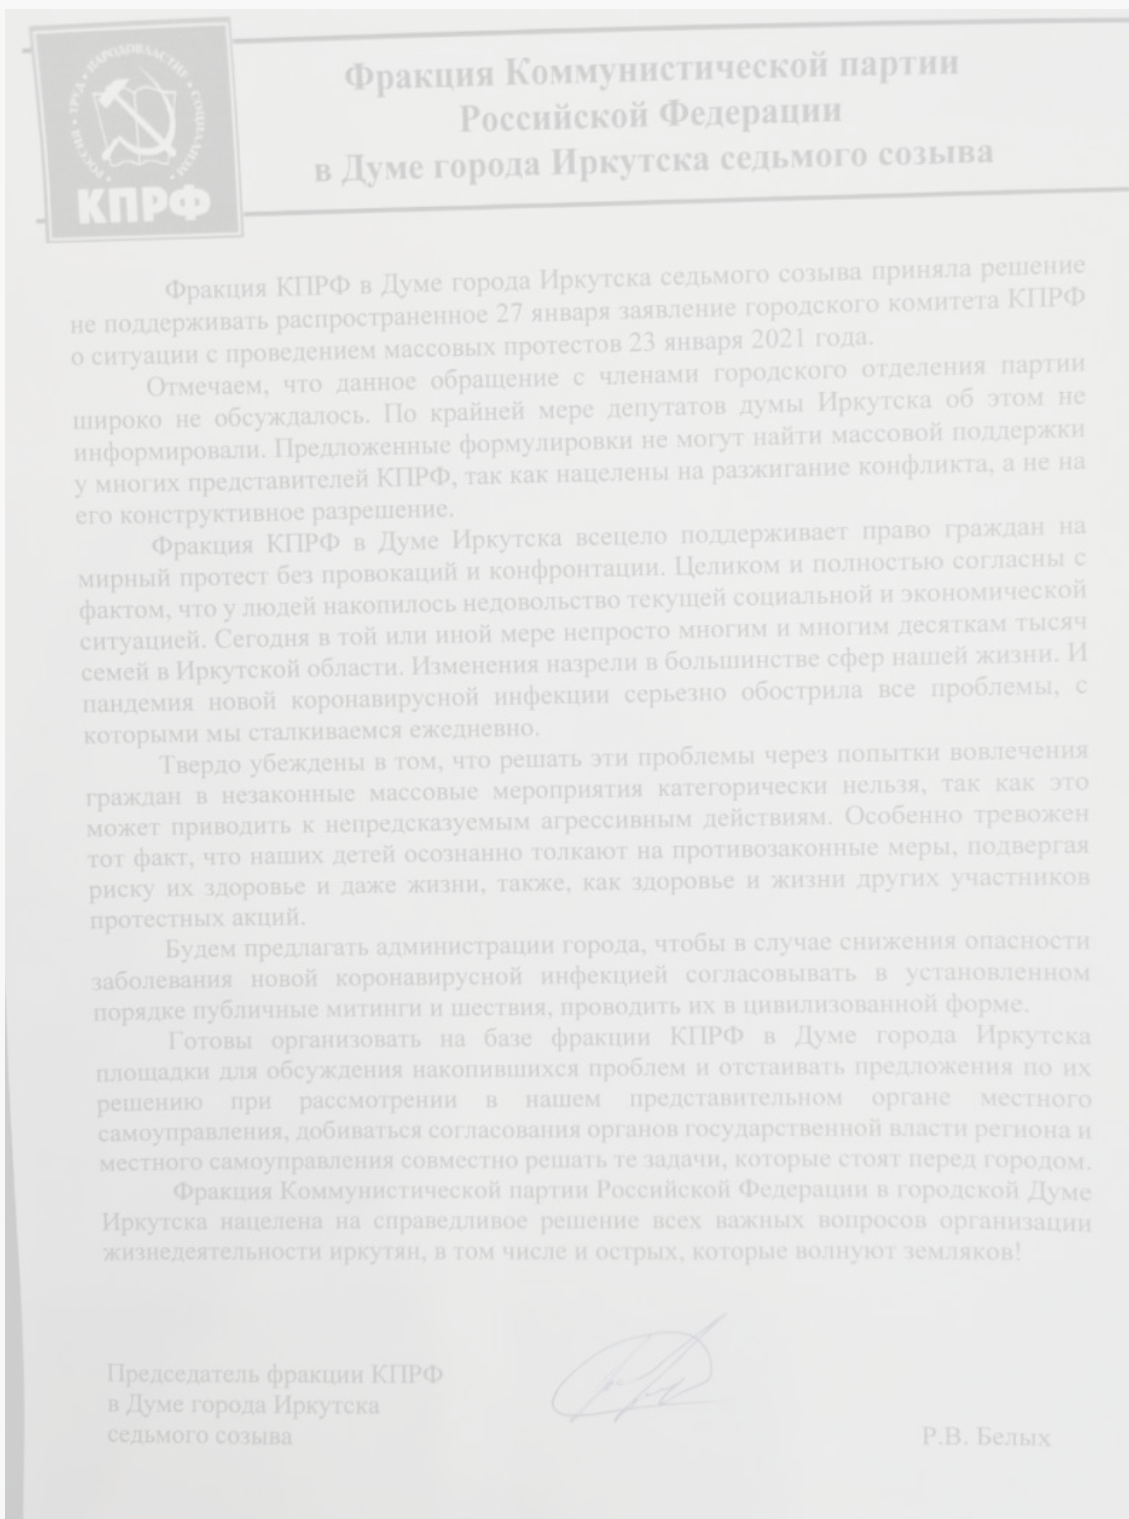 РОССИЯ • ТРУД • НАРОДОВЛАСТИЕ • СОЦИАЛИЗМ •
КПРФ
Фракция Коммунистической партии
Российской Федерации
в Думе города Иркутска седьмого созыва
Фракция КПРФ в Думе города Иркутска седьмого созыва приняла решение
не поддерживать распространенное 27 января заявление городского комитета КПРФ
о ситуации с проведением массовых протестов 23 января 2021 года.
Отмечаем, что данное обращение с членами городского отделения партии
широко не обсуждалось. По крайней мере депутатов думы Иркутска об этом не
информировали. Предложенные формулировки не могут найти массовой поддержки
у многих представителей КПРФ, так как нацелены на разжигание конфликта, а не на
его конструктивное разрешение.
Фракция КПРФ в Думе Иркутска всецело поддерживает право граждан на
мирный протест без провокаций и конфронтации. Целиком и полностью согласны с
фактом, что у людей накопилось недовольство текущей социальной и экономической
ситуацией. Сегодня в той или иной мере непросто многим и многим десяткам тысяч
семей в Иркутской области. Изменения назрели в большинстве сфер нашей жизни. И
пандемия новой коронавирусной инфекции серьезно обострила все проблемы, с
которыми мы сталкиваемся ежедневно.
Твердо убеждены в том, что решать эти проблемы через попытки вовлечения
граждан в незаконные массовые мероприятия категорически нельзя, так как это
может приводить к непредсказуемым агрессивным действиям. Особенно тревожен
тот факт, что наших детей осознанно толкают на противозаконные меры, подвергая
риску их здоровье и даже жизни, также, как здоровье и жизни других участников
протестных акций.
Будем предлагать администрации города, чтобы в случае снижения опасности
заболевания новой коронавирусной инфекцией согласовывать в установленном
порядке публичные митинги и шествия, проводить их в цивилизованной форме.
Готовы организовать на базе фракции КПРФ в Думе города Иркутска
площадки для обсуждения накопившихся проблем и отстаивать предложения по их
решению при рассмотрении в нашем представительном органе местного
самоуправления, добиваться согласования органов государственной власти региона и
местного самоуправления совместно решать те задачи, которые стоят перед городом.
Фракция Коммунистической партии Российской Федерации в городской Думе
Иркутска нацелена на справедливое решение всех важных вопросов организации
жизнедеятельности иркутян, в том числе и острых, которые волнуют земляков!
Председатель фракции КПРФ
в Думе города Иркутска
седьмого созыва
Р.В. Белых